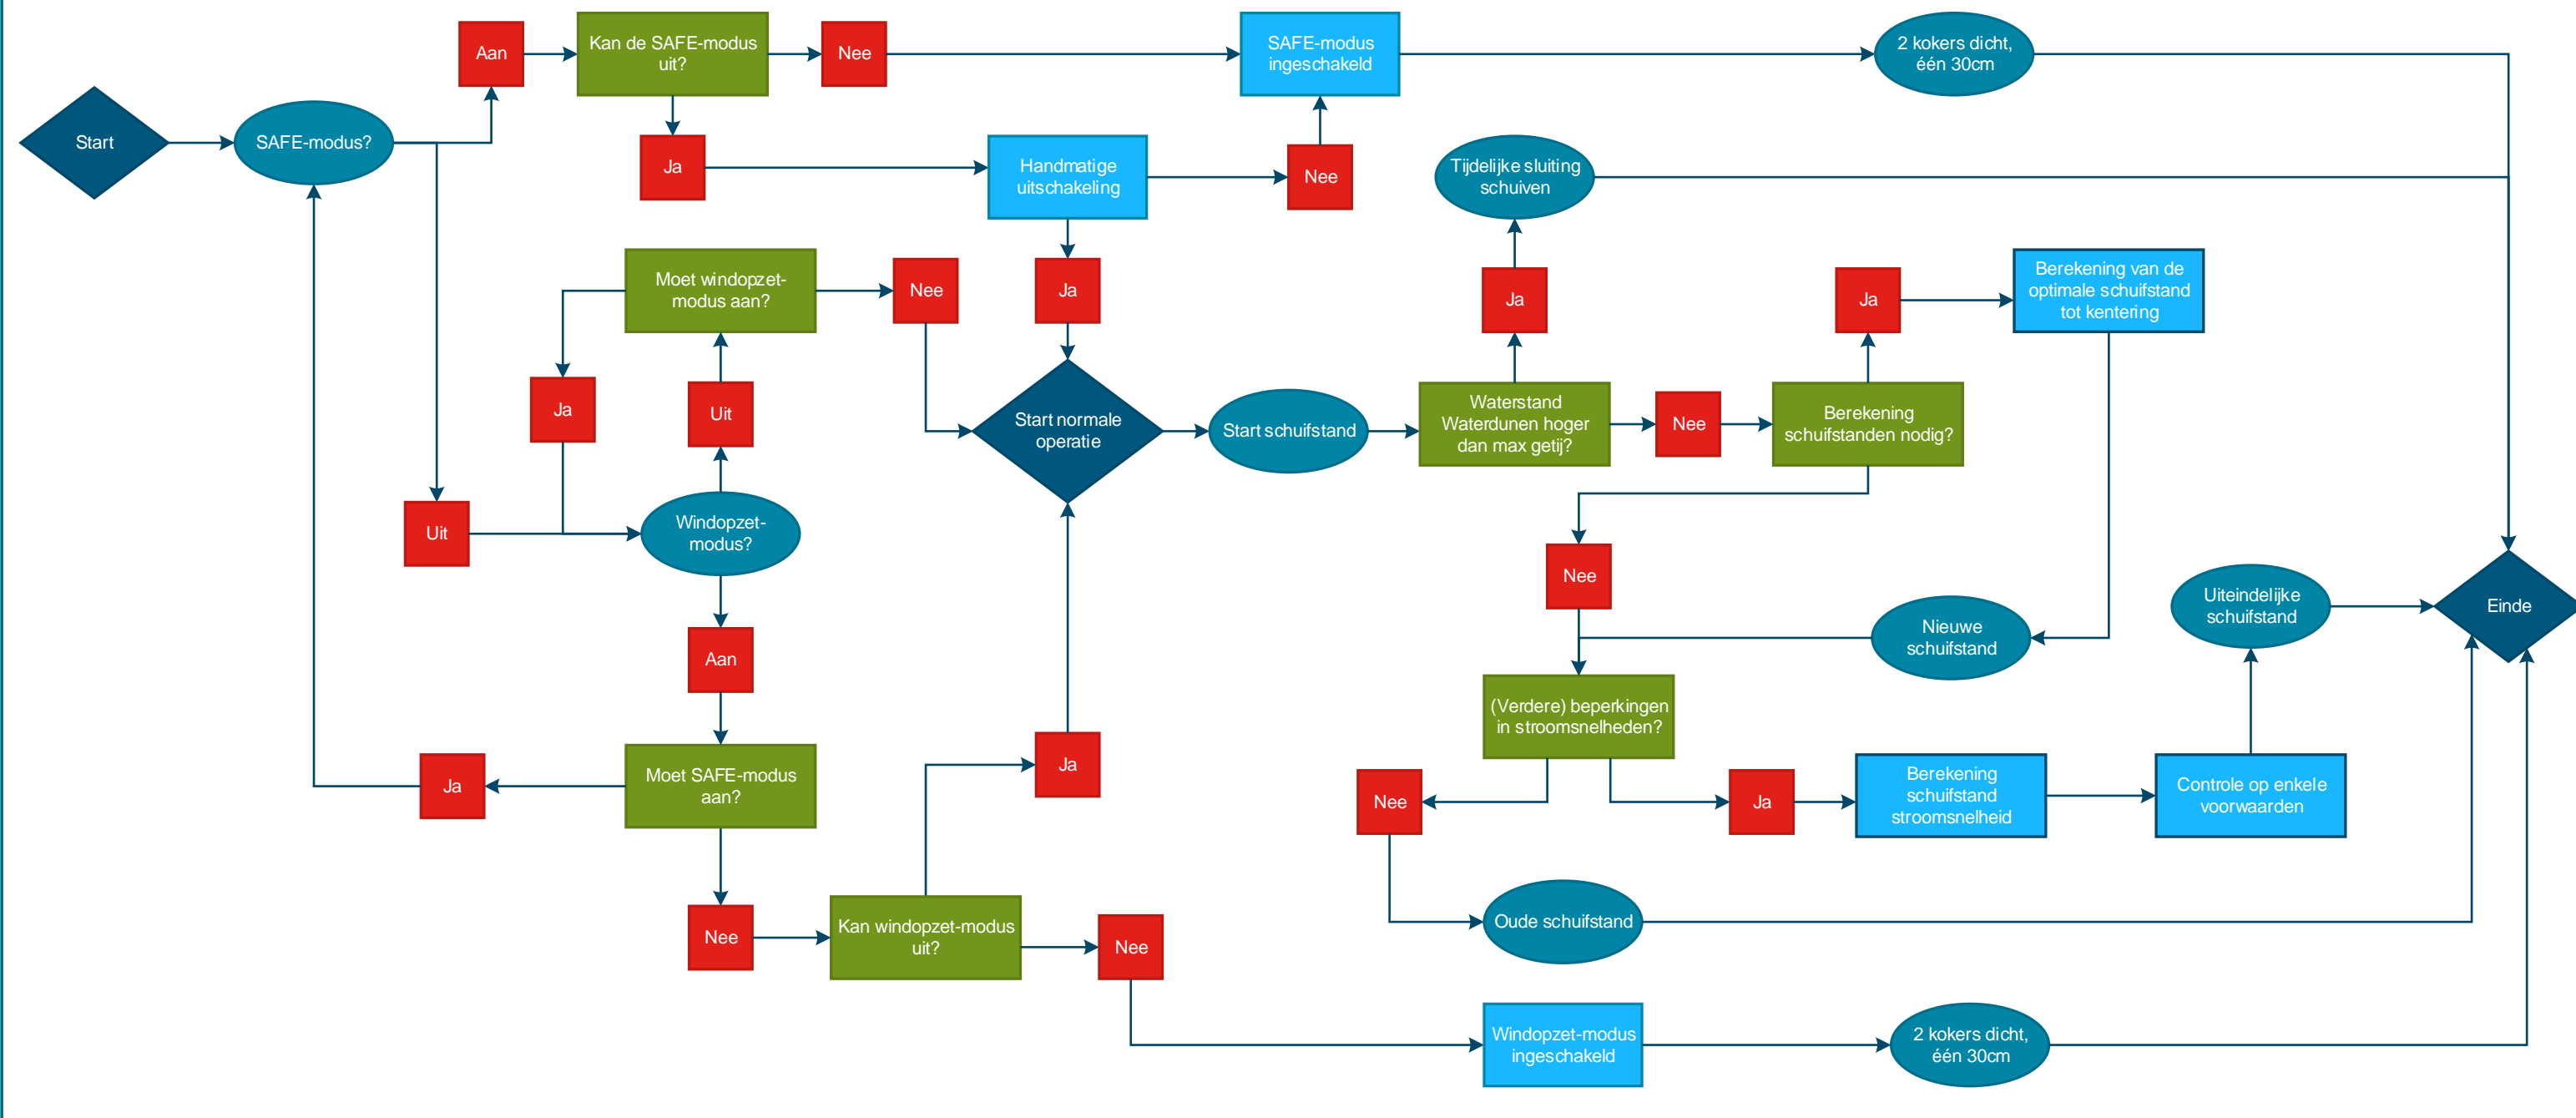 Aan
Kan de SAFE-modus
uit?
Nee
SAFE-modus
ingeschakeld
2 kokers dicht,
één 30cm
Start
SAFE-modus?
Ja
Handmatige
uitschakeling
Nee
Tijdelijke sluiting
schuiven
Moet windopzet-
modus aan?
Nee
Ja
Ja
Ja
Berekening van de
optimale schuifstand
tot kentering
Ja
Uit
Start normale
operatie
Start schuifstand
Waterstand
Waterdunen hoger
dan max getij?
Nee
Berekening
schuifstanden nodig?
Uit
Windopzet-
modus?
Nee
Aan
Nieuwe
schuifstand
Uiteindelijke
schuifstand
Einde
(Verdere) beperkingen
in stroomsnelheden?
Ja
Moet SAFE-modus
aan?
Ja
Nee
Ja
Berekening
schuifstand
stroomsnelheid
Controle op enkele
voorwaarden
Nee
Kan windopzet-modus
uit?
Nee
Oude schuifstand
Windopzet-modus
ingeschakeld
2 kokers dicht,
één 30cm